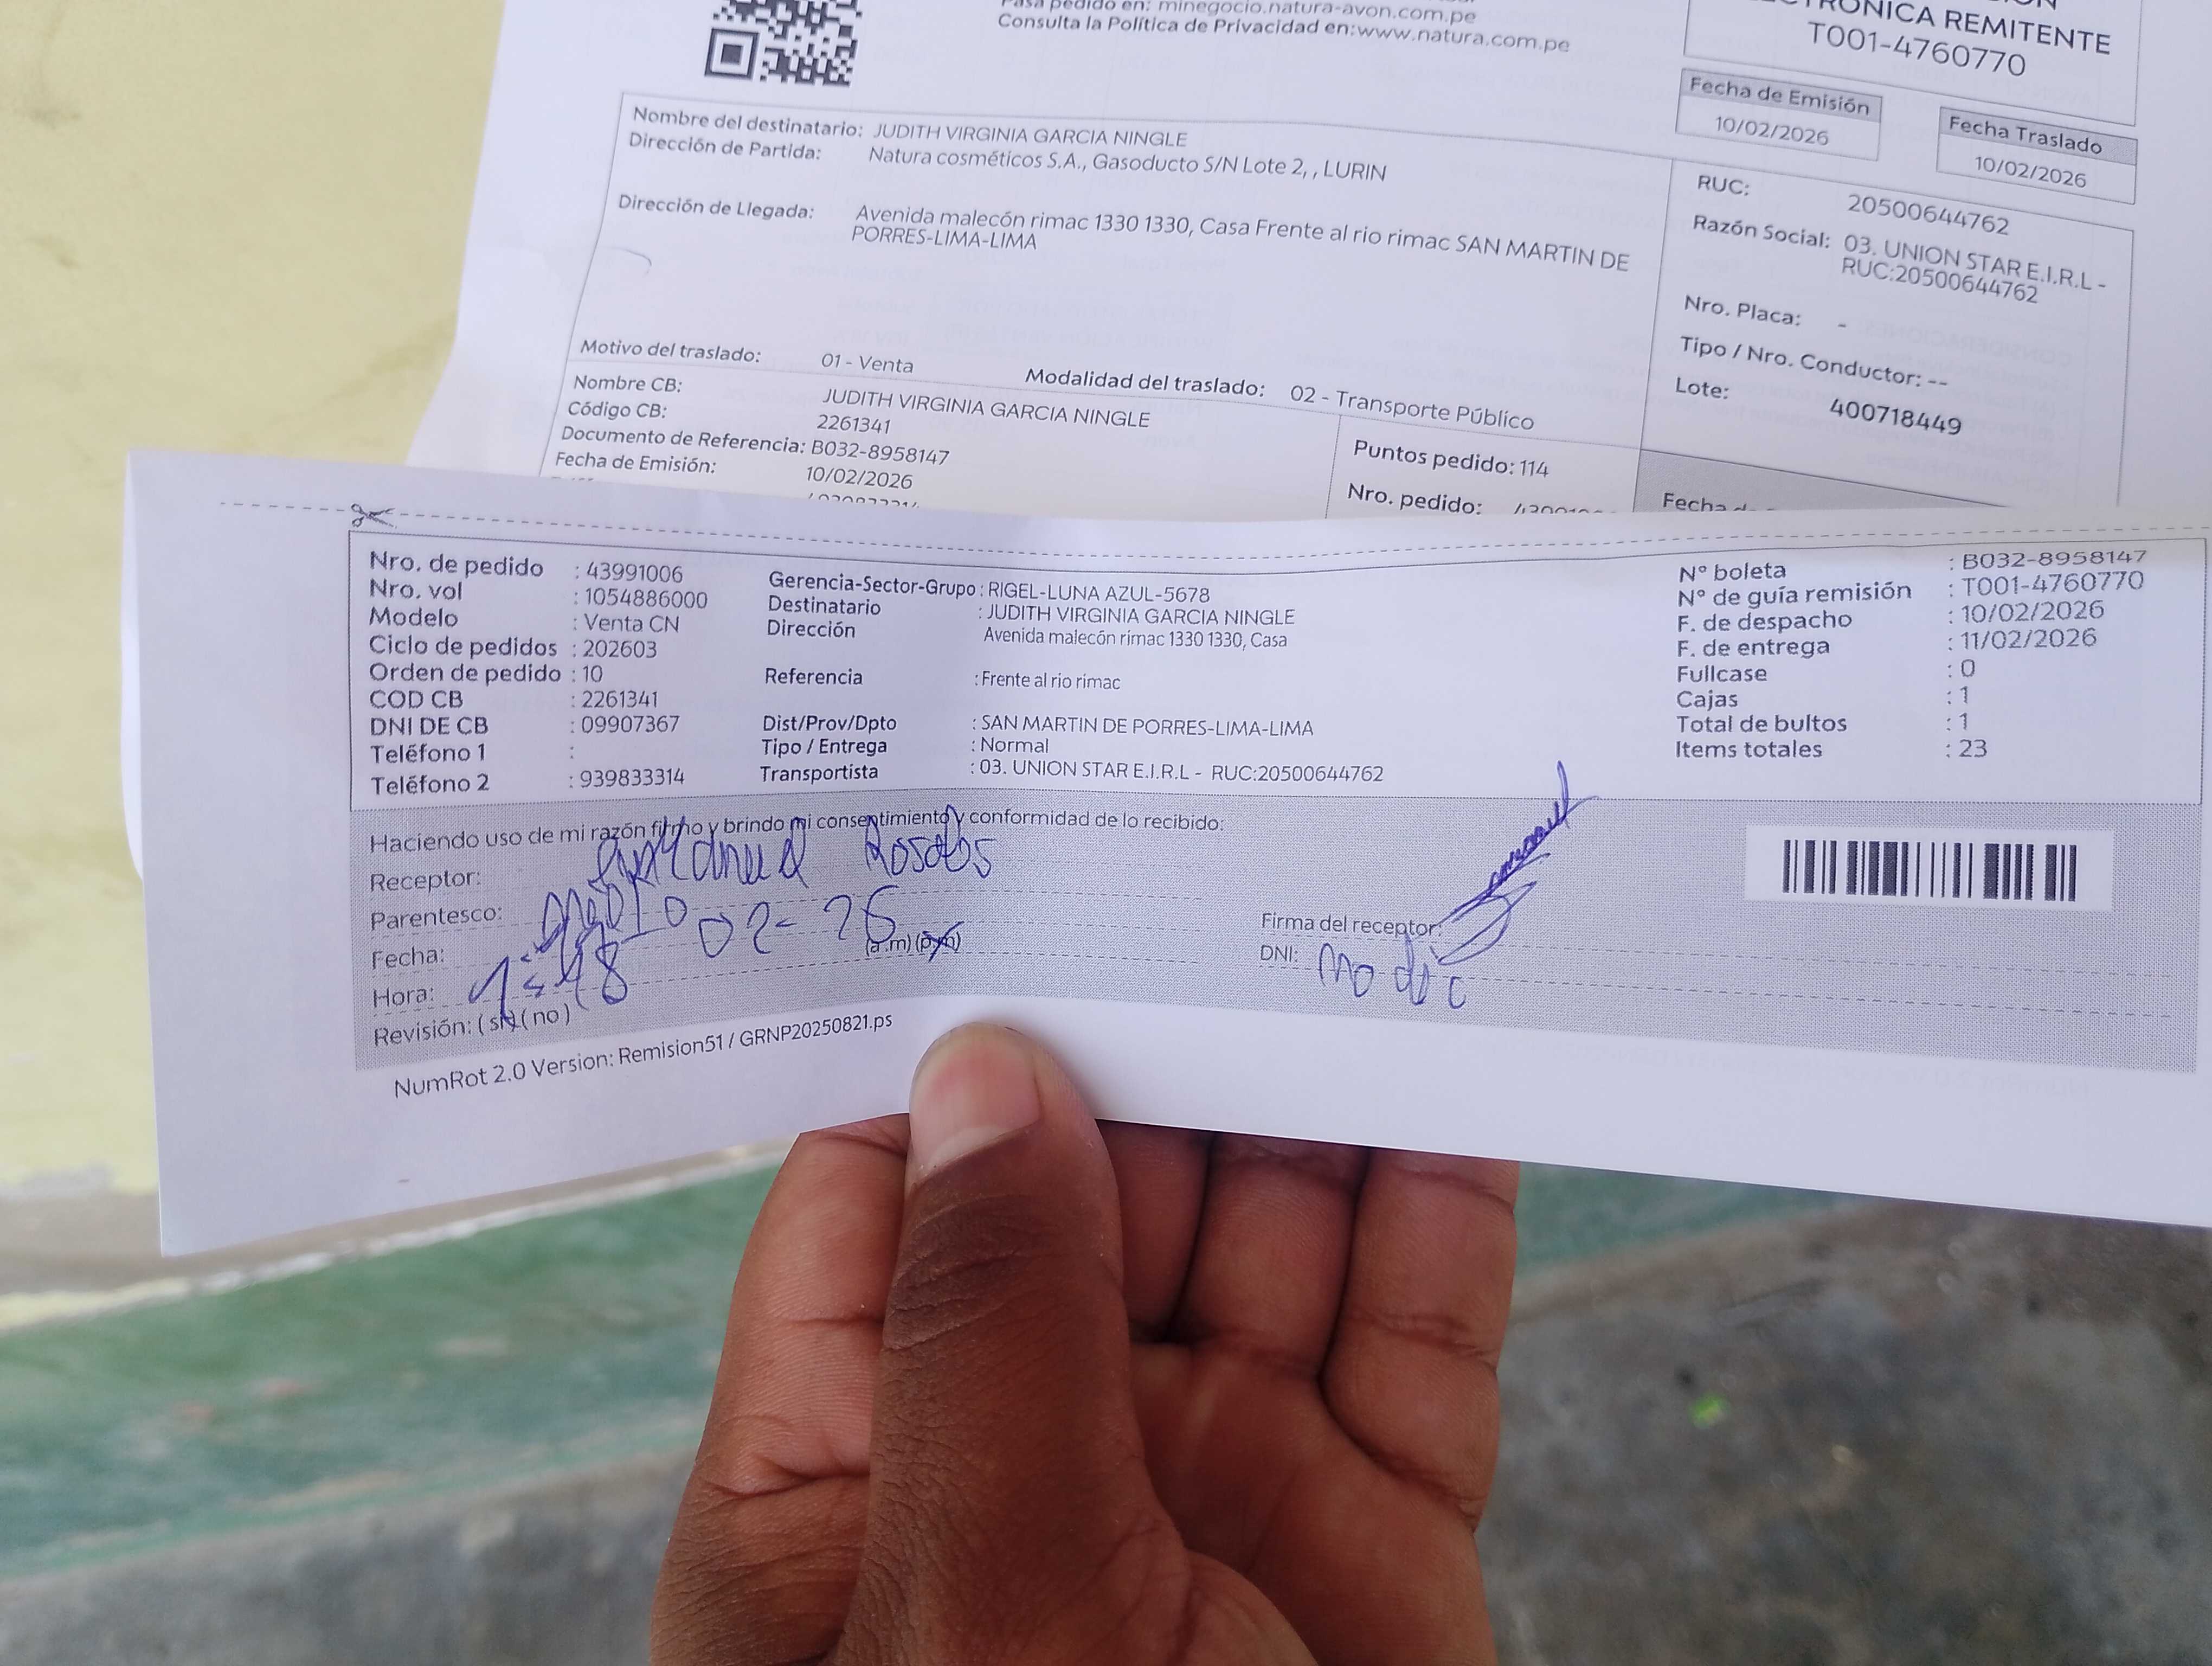 Pasa pedido en: minegocio.natura-avon.com.pe
Consulta la Política de Privacidad en:www.natura.com.pe
REMITENTE
T001-4760770
Fecha de Emisión
10/02/2026
Fecha Traslado
10/02/2026
Nombre del destinatario: JUDITH VIRGINIA GARCIA NINGLE
Dirección de Partida: Natura cosméticos S.A., Gasoducto S/N Lote 2, , LURIN
Dirección de Llegada: Avenida malecón rimac 1330 1330, Casa Frente al rio rimac SAN MARTIN DE
PORRES-LIMA-LIMA
RUC: 20500644762
Razón Social: 03. UNION STAR E.I.R.L -
RUC:20500644762
Nro. Placa: -
Tipo / Nro. Conductor: --
Lote: 400718449
Motivo del traslado: 01 - Venta Modalidad del traslado: 02 - Transporte Público
Nombre CB: JUDITH VIRGINIA GARCIA NINGLE
Código CB: 2261341
Documento de Referencia: B032-8958147
Fecha de Emisión: 10/02/2026
Puntos pedido: 114
Nro. pedido:
Fecha
Nro. de pedido : 43991006
Nro. vol : 1054886000
Modelo : Venta CN
Ciclo de pedidos : 202603
Orden de pedido : 10
COD CB : 2261341
DNI DE CB : 09907367
Teléfono 1 :
Teléfono 2 : 939833314
Gerencia-Sector-Grupo : RIGEL-LUNA AZUL-5678
Destinatario : JUDITH VIRGINIA GARCIA NINGLE
Dirección Avenida malecón rimac 1330 1330, Casa
Referencia : Frente al rio rimac
Dist/Prov/Dpto : SAN MARTIN DE PORRES-LIMA-LIMA
Tipo / Entrega : Normal
Transportista : 03. UNION STAR E.I.R.L - RUC:20500644762
N° boleta : B032-8958147
N° de guía remisión : T001-4760770
F. de despacho : 10/02/2026
F. de entrega : 11/02/2026
Fullcase : 0
Cajas : 1
Total de bultos : 1
Items totales : 23
Haciendo uso de mi razón firmo y brindo mi consentimiento y conformidad de lo recibido:
Receptor: Rosales
Parentesco:
Fecha: 02-26
Hora: (a.m) (p.m)
Revisión: ( si ) ( no )
Firma del receptor:
DNI: no dio
NumRot 2.0 Version: Remision51 / GRNP20250821.ps